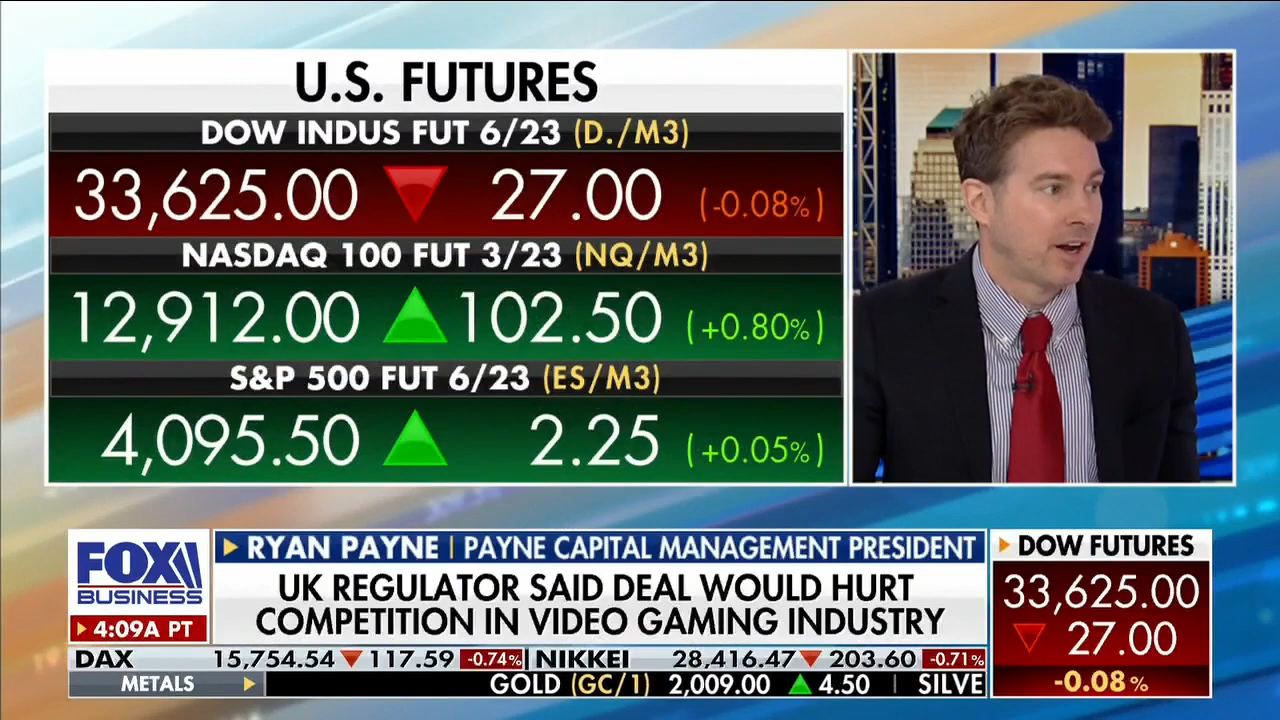 U.S. FUTURES
DOW INDUS FUT 6/23 (D./M3)
33,625.00 ▼ 27.00 (-0.08%)
NASDAQ 100 FUT 3/23 (NQ/M3)
12,912.00 ▲ 102.50 (+0.80%)
S&P 500 FUT 6/23 (ES/M3)
4,095.50 ▲ 2.25 (+0.05%)
FOX BUSINESS
4:09A PT
RYAN PAYNE | PAYNE CAPITAL MANAGEMENT PRESIDENT
UK REGULATOR SAID DEAL WOULD HURT
COMPETITION IN VIDEO GAMING INDUSTRY
DOW FUTURES
33,625.00
▼ 27.00
-0.08%
DAX 15,754.54 ▼ 117.59 -0.74% NIKKEI 28,416.47 ▼ 203.60 -0.71%
METALS GOLD (GC/1) 2,009.00 ▲ 4.50 | SILVE